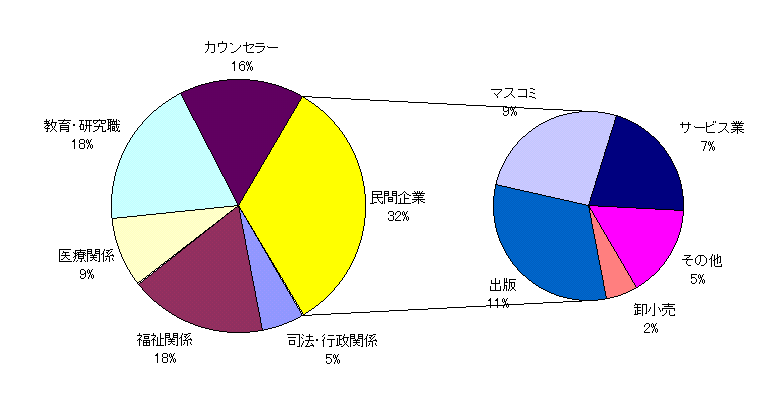 カウンセラー
16%
教育・研究職
18%
医療関係
9%
福祉関係
18%
司法・行政関係
5%
民間企業
32%
マスコミ
9%
サービス業
7%
その他
5%
卸小売
2%
出版
11%